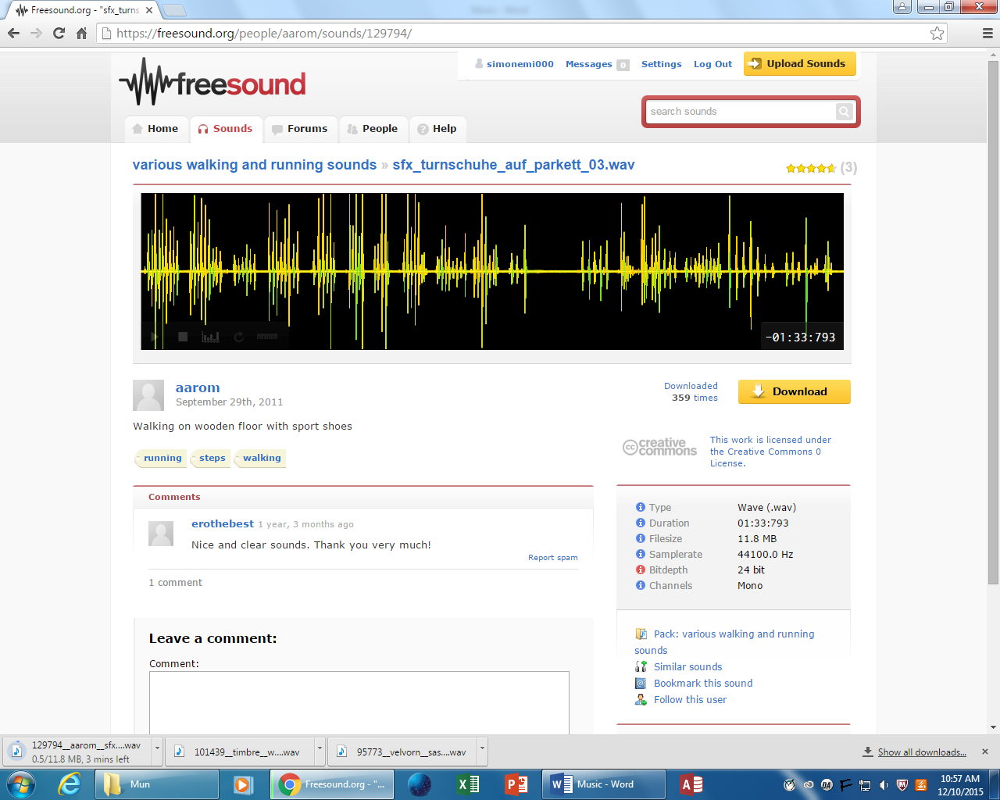 Freesound.org - "sfx_turns
Music - Word
https://freesound.org/people/aarom/sounds/129794/
simonemi000 Messages 0 Settings Log Out Upload Sounds
freesound
search sounds
Home Sounds Forums People Help
various walking and running sounds » sfx_turnschuhe_auf_parkett_03.wav
(3)
-01:33:793
aarom
September 29th, 2011
Downloaded
359 times
Download
Walking on wooden floor with sport shoes
running steps walking
cc creative commons
This work is licensed under
the Creative Commons 0
License.
Comments
erothebest 1 year, 3 months ago
Nice and clear sounds. Thank you very much!
Report spam
1 comment
Type Wave (.wav)
Duration 01:33:793
Filesize 11.8 MB
Samplerate 44100.0 Hz
Bitdepth 24 bit
Channels Mono
Leave a comment:
Comment:
Pack: various walking and running
sounds
Similar sounds
Bookmark this sound
Follow this user
129794__aarom_sfx....wav
0.5/11.8 MB, 3 mins left
101439__timbre__w....wav
95773__velvorn__sas....wav
Show all downloads...
Mun
Freesound.org - "...
Music - Word
10:57 AM
12/10/2015